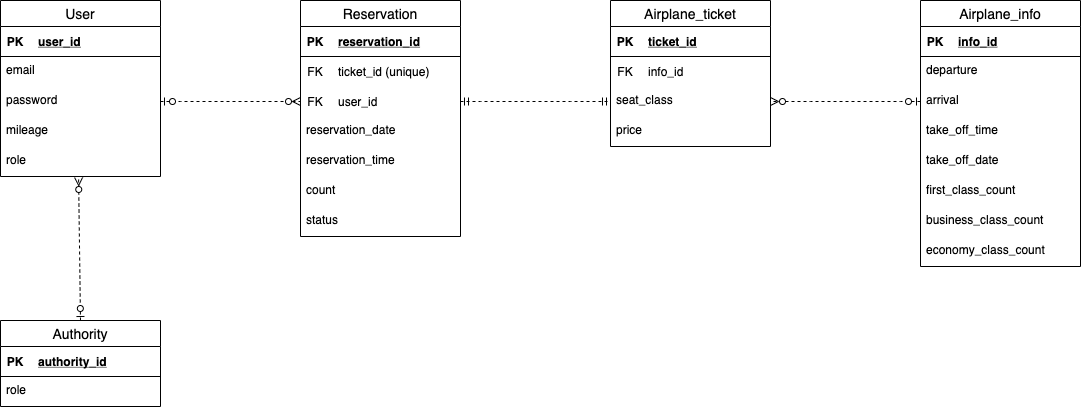 User
PK user_id
email
password
mileage
role
Reservation
PK reservation_id
FK ticket_id (unique)
FK user_id
reservation_date
reservation_time
count
status
Airplane_ticket
PK ticket_id
FK info_id
seat_class
price
Airplane_info
PK info_id
departure
arrival
take_off_time
take_off_date
first_class_count
business_class_count
economy_class_count
Authority
PK authority_id
role